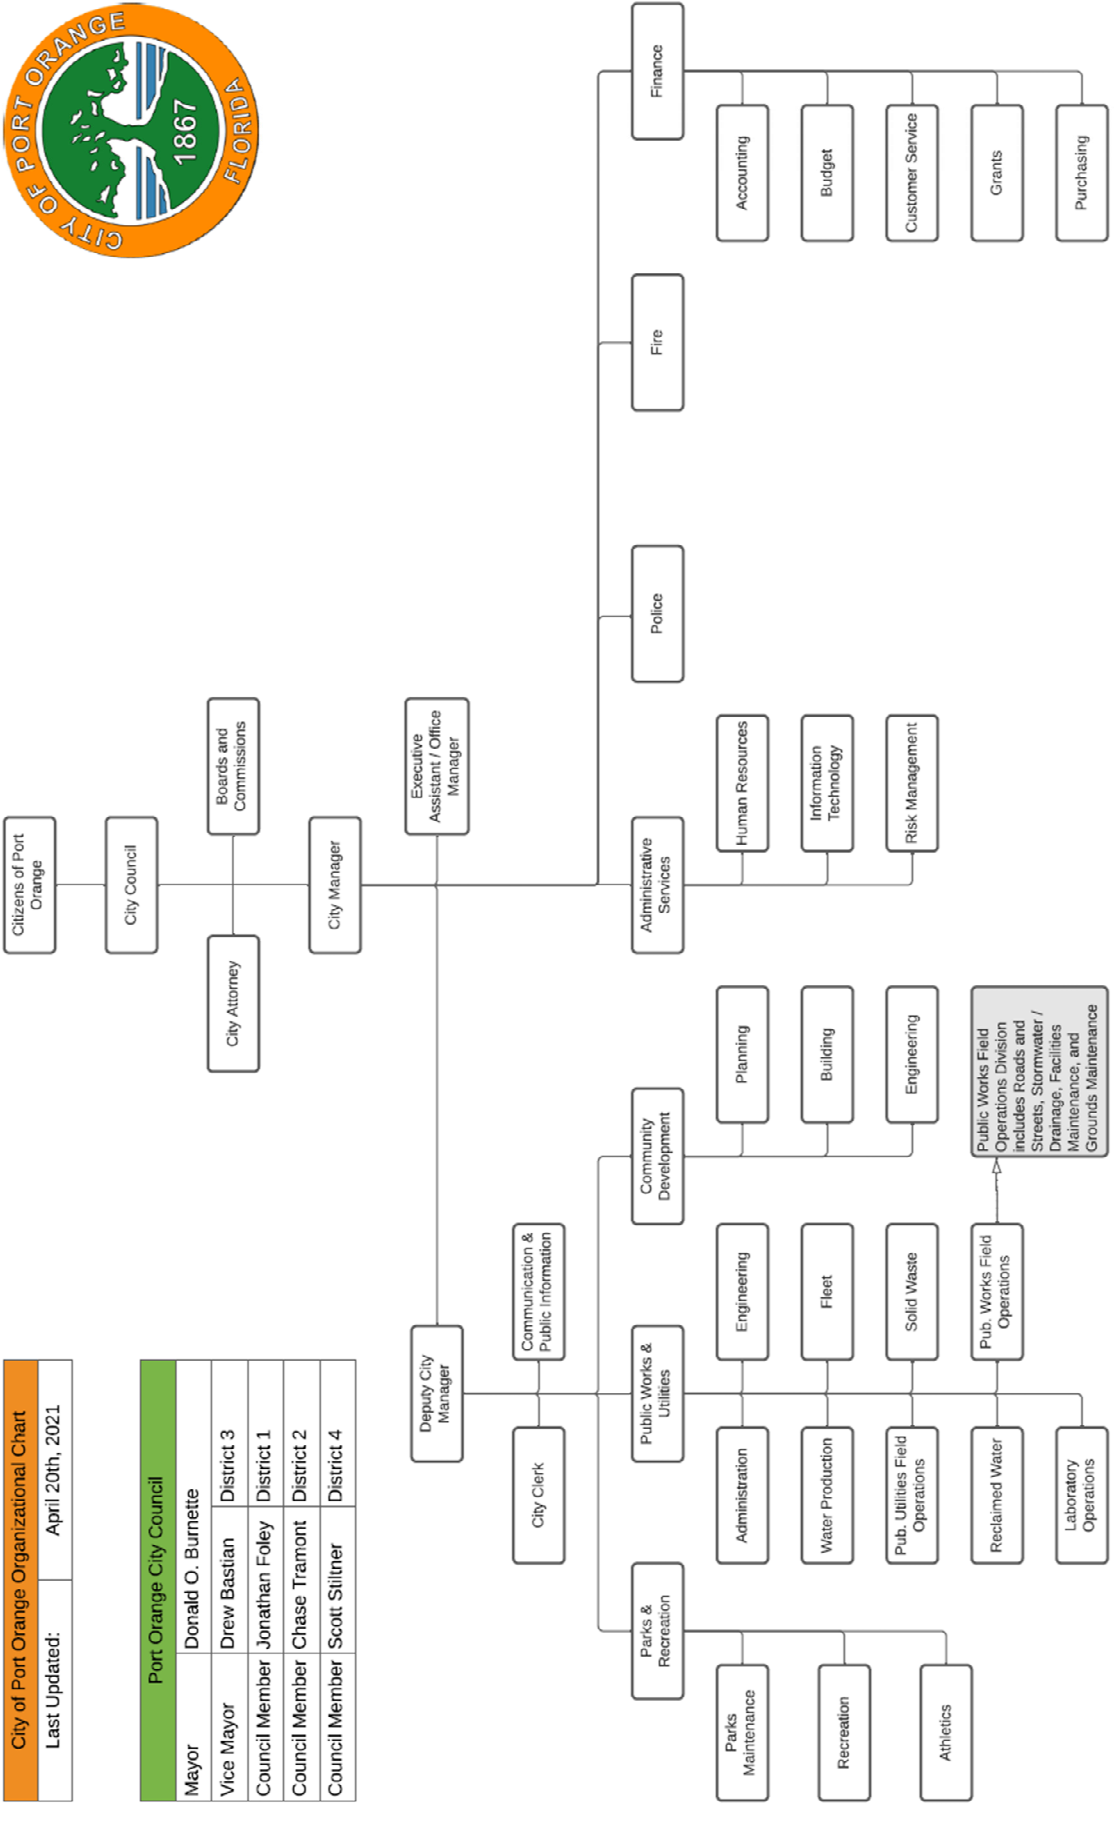 City of Port Orange Organizational Chart
Last Updated: April 20th, 2021
Port Orange City Council
Mayor Donald O. Burnette
Vice Mayor Drew Bastian District 3
Council Member Jonathan Foley District 1
Council Member Chase Tramont District 2
Council Member Scott Stiltner District 4
CITY OF PORT ORANGE
FLORIDA
1867
Citizens of Port
Orange
City Council
City Attorney
Boards and
Commissions
City Manager
Deputy City
Manager
Executive
Assistant / Office
Manager
City Clerk
Communication &
Public Information
Parks &
Recreation
Public Works &
Utilities
Community
Development
Administrative
Services
Police
Fire
Finance
Parks
Maintenance
Recreation
Athletics
Administration
Engineering
Water Production
Fleet
Pub. Utilities Field
Operations
Solid Waste
Reclaimed Water
Pub. Works Field
Operations
Laboratory
Operations
Public Works Field
Operations Division
includes Roads and
Streets, Stormwater /
Drainage, Facilities
Maintenance, and
Grounds Maintenance
Planning
Building
Engineering
Human Resources
Information
Technology
Risk Management
Accounting
Budget
Customer Service
Grants
Purchasing